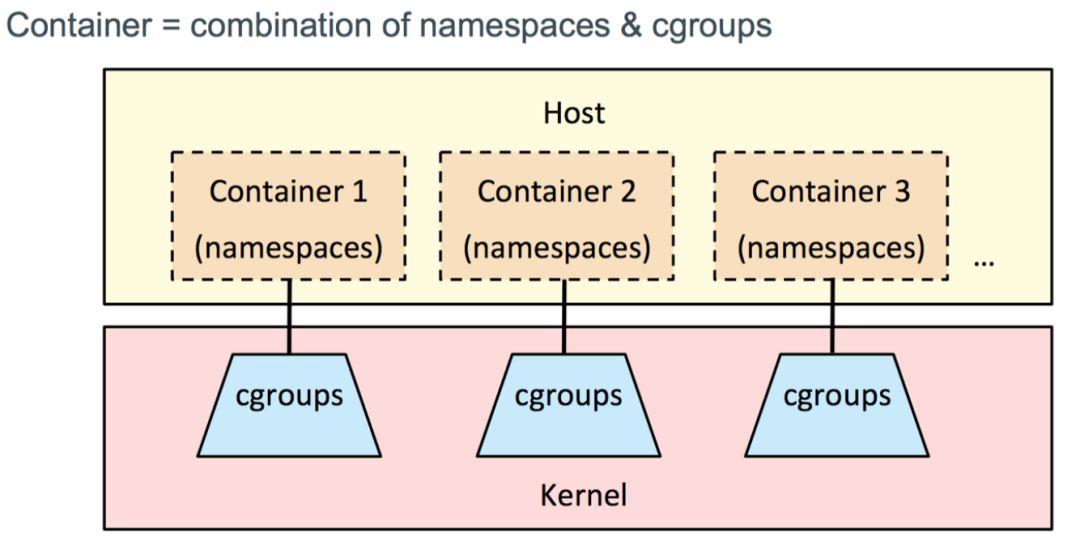 Container = combination of namespaces & cgroups
Host
Container 1
(namespaces)
Container 2
(namespaces)
Container 3
(namespaces)
...
cgroups
cgroups
cgroups
Kernel